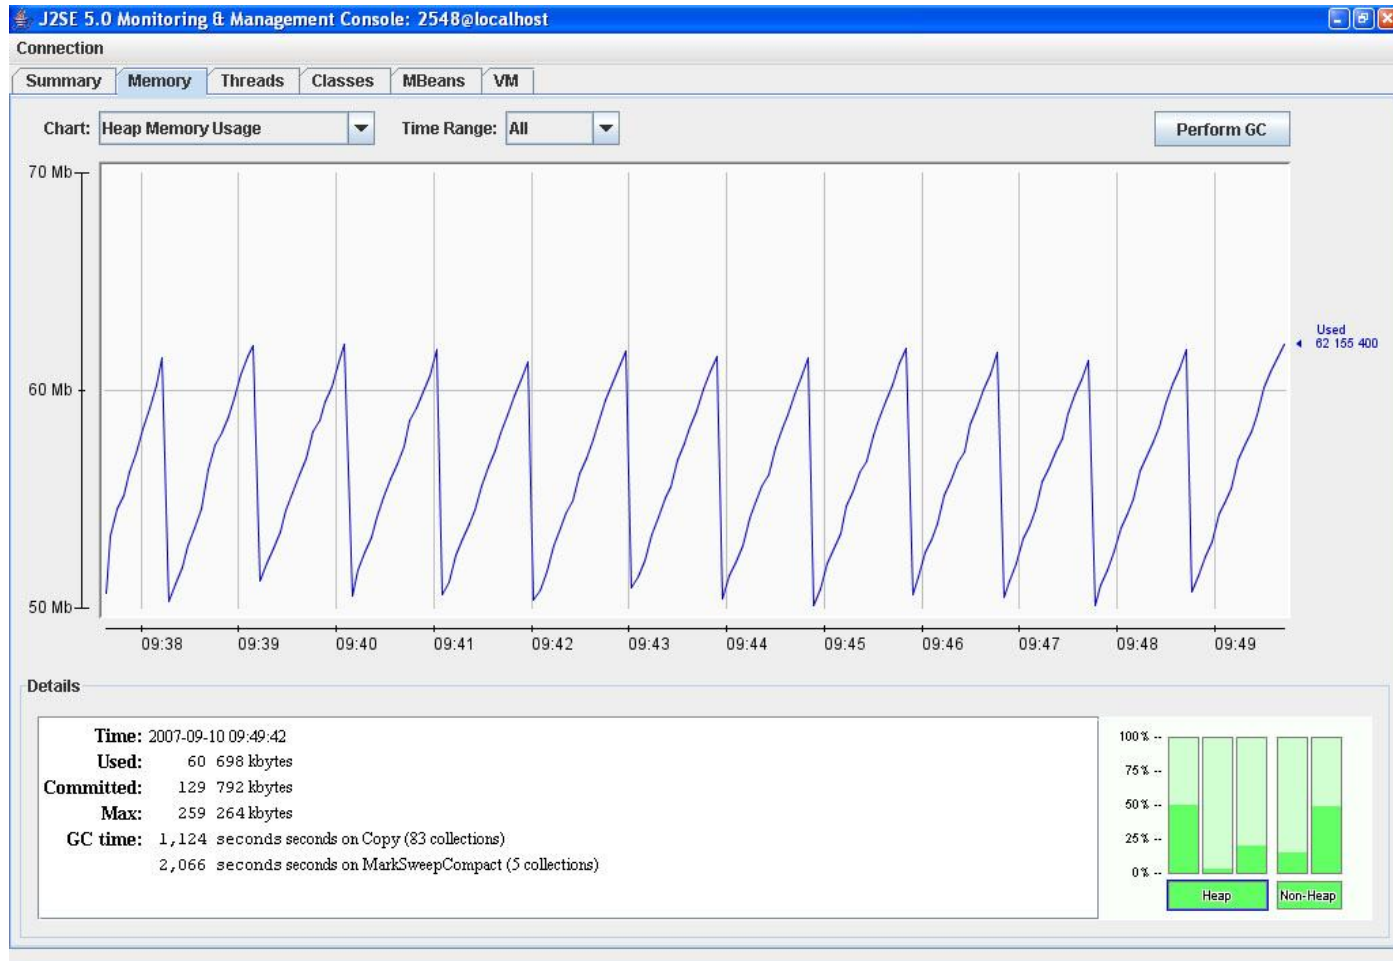 J2SE 5.0 Monitoring & Management Console: 2548@localhost
Connection
Summary Memory Threads Classes MBeans VM
Chart: Heap Memory Usage Time Range: All Perform GC
70 Mb
60 Mb
50 Mb
Used
62 155 400
09:38 09:39 09:40 09:41 09:42 09:43 09:44 09:45 09:46 09:47 09:48 09:49
Details
Time: 2007-09-10 09:49:42
Used: 60 698 kbytes
Committed: 129 792 kbytes
Max: 259 264 kbytes
GC time: 1,124 seconds seconds on Copy (83 collections)
2,066 seconds seconds on MarkSweepCompact (5 collections)
100% --
75% --
50% --
25% --
0% --
Heap Non-Heap